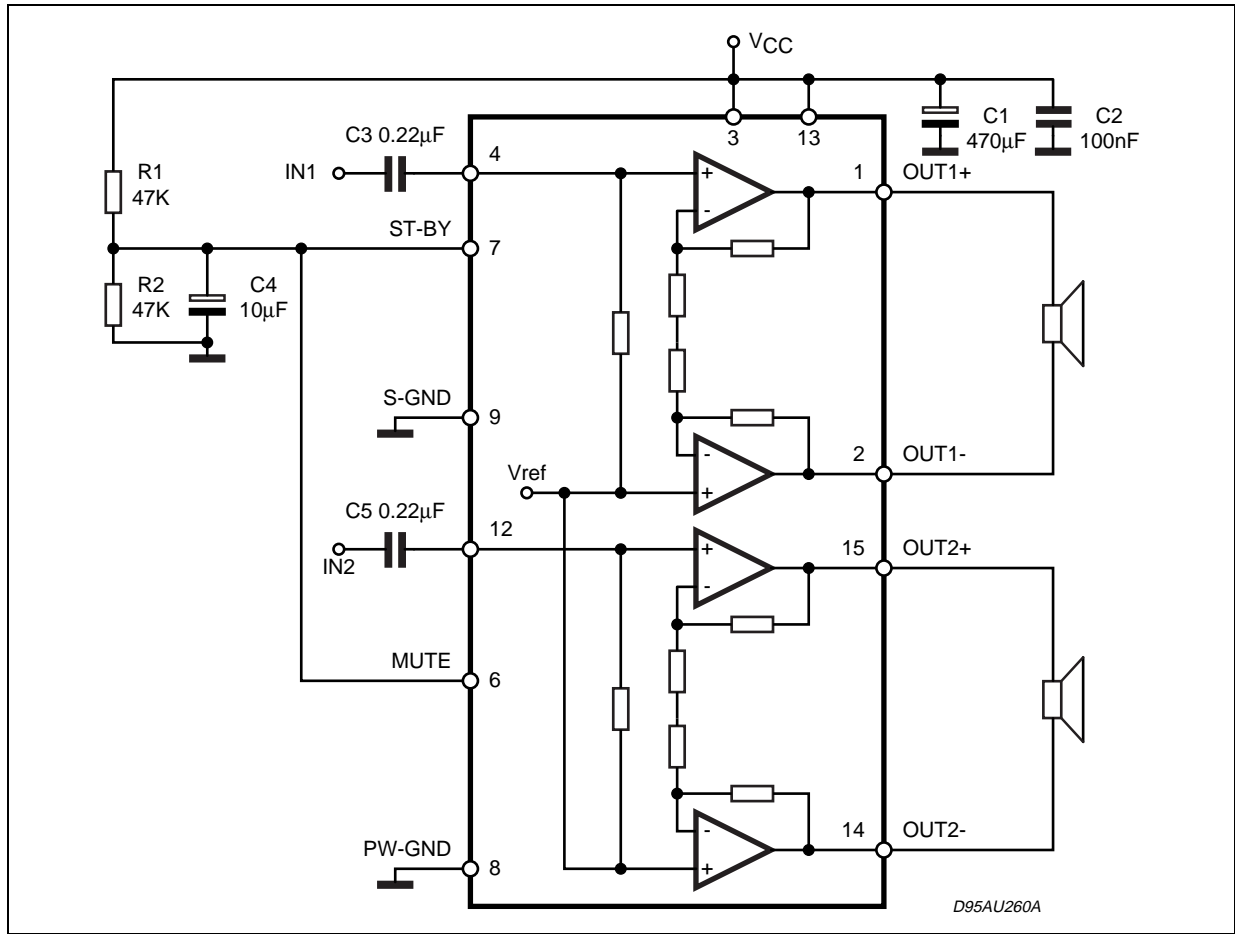 VCC
3
13
C1
470μF
C2
100nF
C3 0.22μF
IN1
4
R1
47K
ST-BY
7
R2
47K
C4
10μF
+
-
1
OUT1+
S-GND
9
Vref
-
+
2
OUT1-
C5 0.22μF
IN2
12
+
-
15
OUT2+
MUTE
6
-
+
14
OUT2-
PW-GND
8
D95AU260A